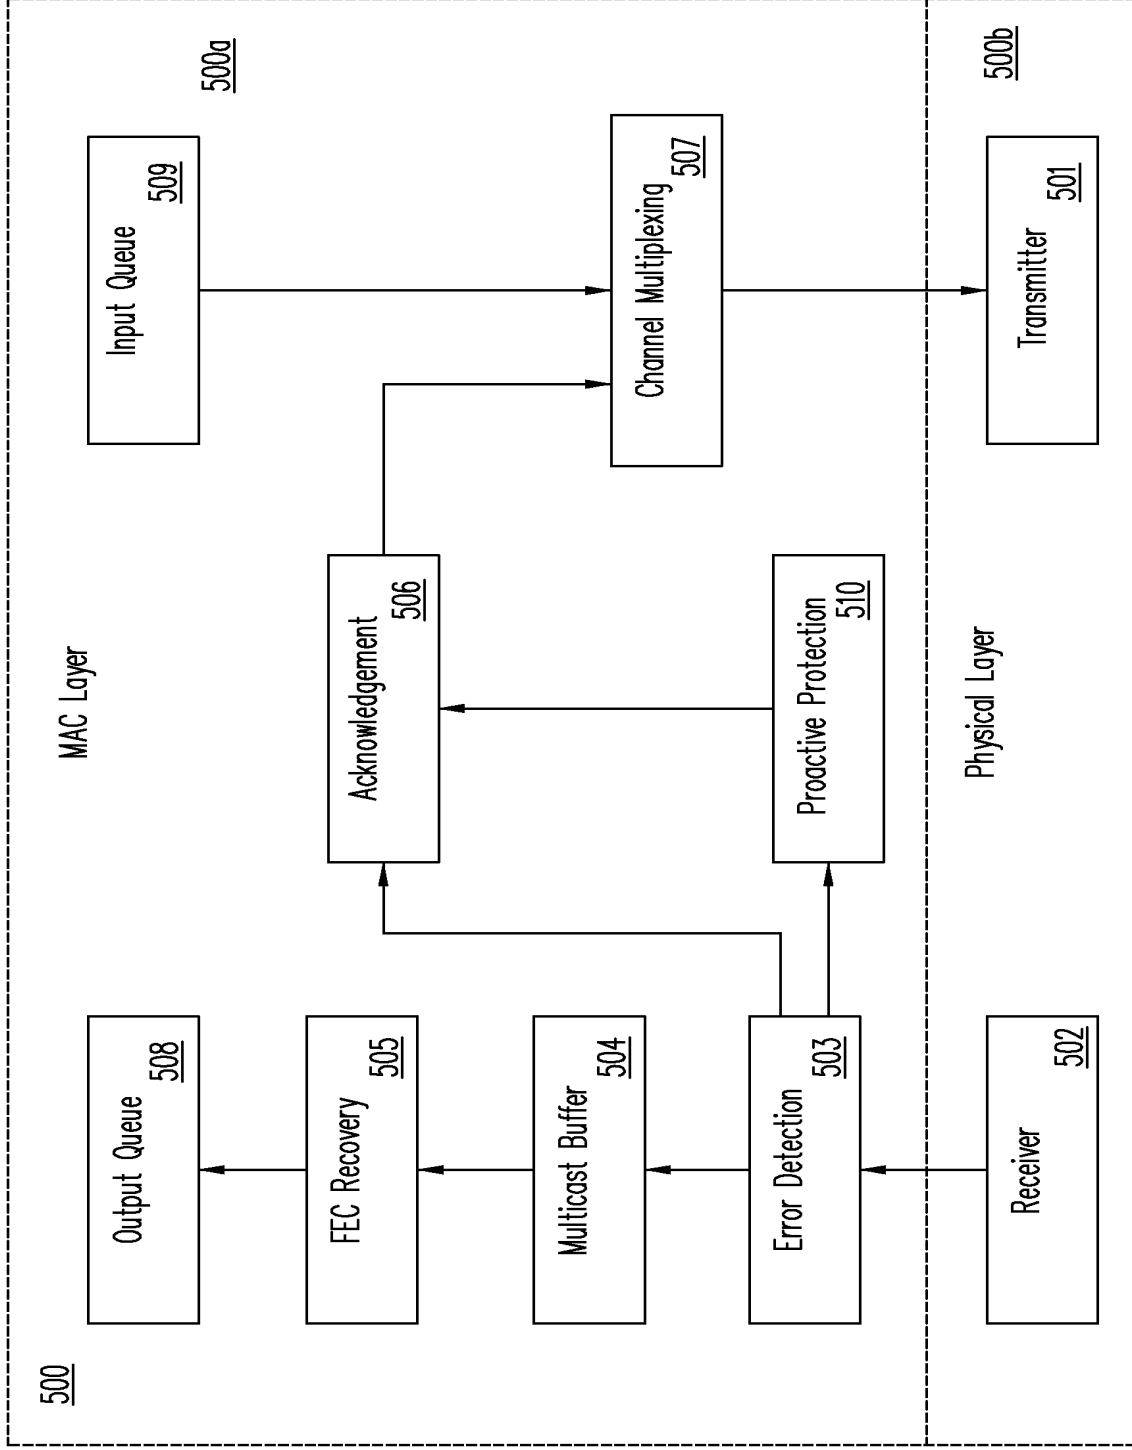 500
MAC Layer
500a
Output Queue
508
Input Queue
509
FEC Recovery
505
Acknowledgement
506
Multicast Buffer
504
Channel Multiplexing
507
Error Detection
503
Proactive Protection
510
Physical Layer
500b
Receiver
502
Transmitter
501